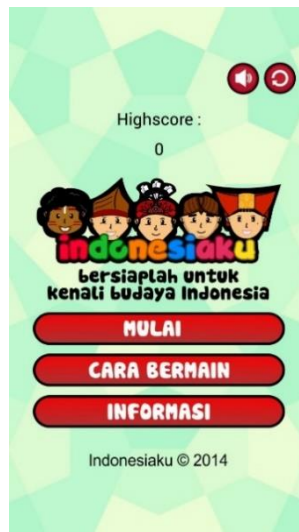 Highscore :
0
indonesiaku
bersiaplah untuk
kenali budaya Indonesia
MULAI
CARA BERMAIN
INFORMASI
Indonesiaku © 2014